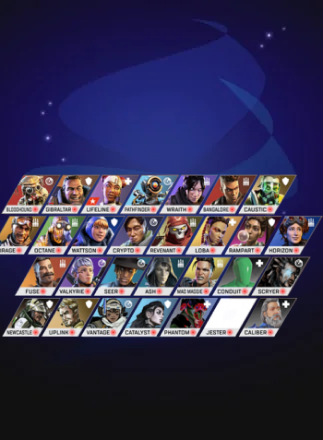 BLOODHOUND GIBRALTAR LIFELINE PATHFINDER WRAITH BANGALORE CAUSTIC
RAGE OCTANE WATTSON CRYPTO REVENANT LOBA RAMPART HORIZON
FUSE VALKYRIE SEER ASH MAD MAGGIE CONDUIT SCRYER
NEWCASTLE UPLINK VANTAGE CATALYST PHANTOM JESTER CALIBER